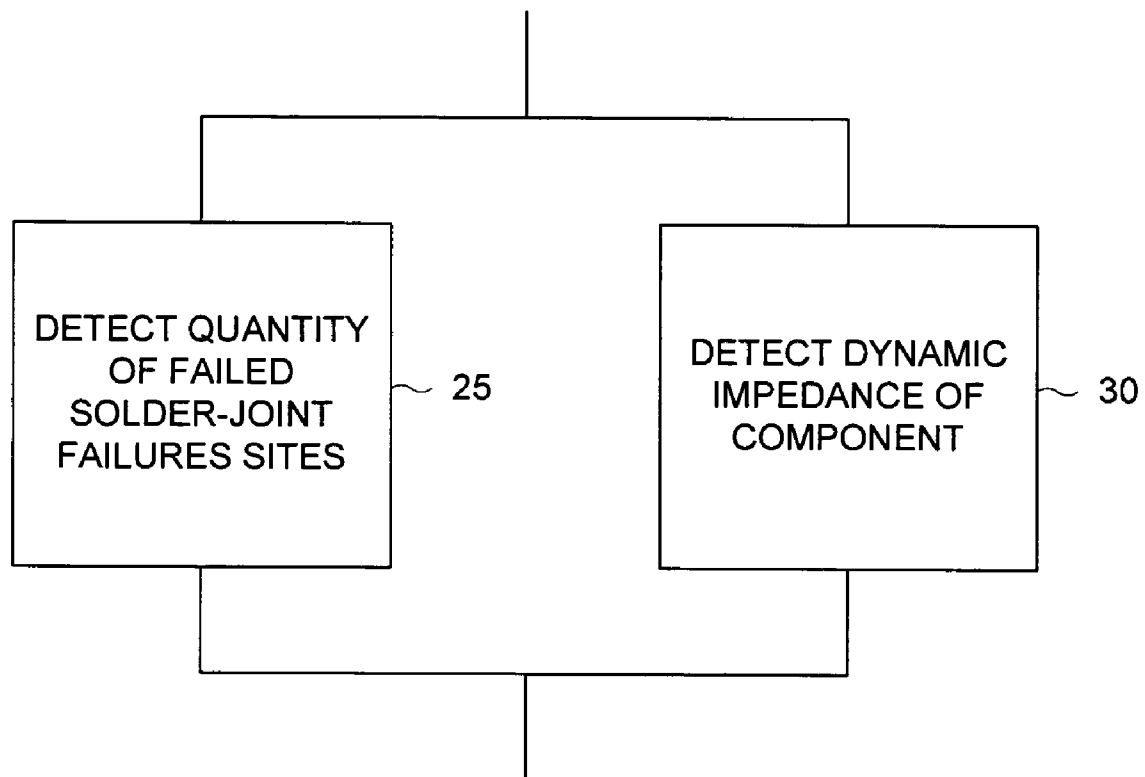 DETECT QUANTITY
OF FAILED
SOLDER-JOINT
FAILURES SITES
25
DETECT DYNAMIC
IMPEDANCE OF
COMPONENT
30